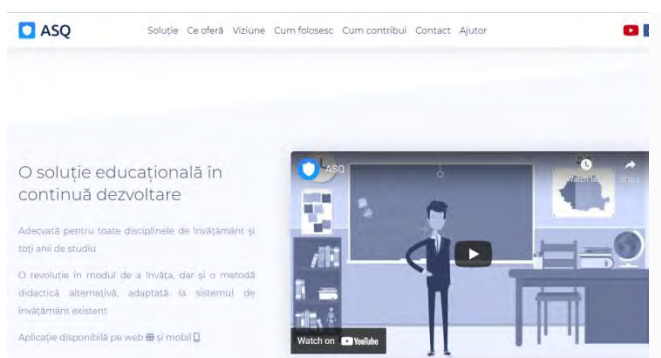 ASQ
Soluție Ce oferă Viziune Cum folosesc Cum contribui Contact Ajutor
O soluție educațională în
continuă dezvoltare
Adecvată pentru toate disciplinele de învățământ și
toți anii de studiu
O revoluție în modul de a învăța, dar și o metodă
didactică alternativă, adaptată la sistemul de
învățământ existent
Aplicație disponibilă pe web și mobil
ASQ
Watch on YouTube